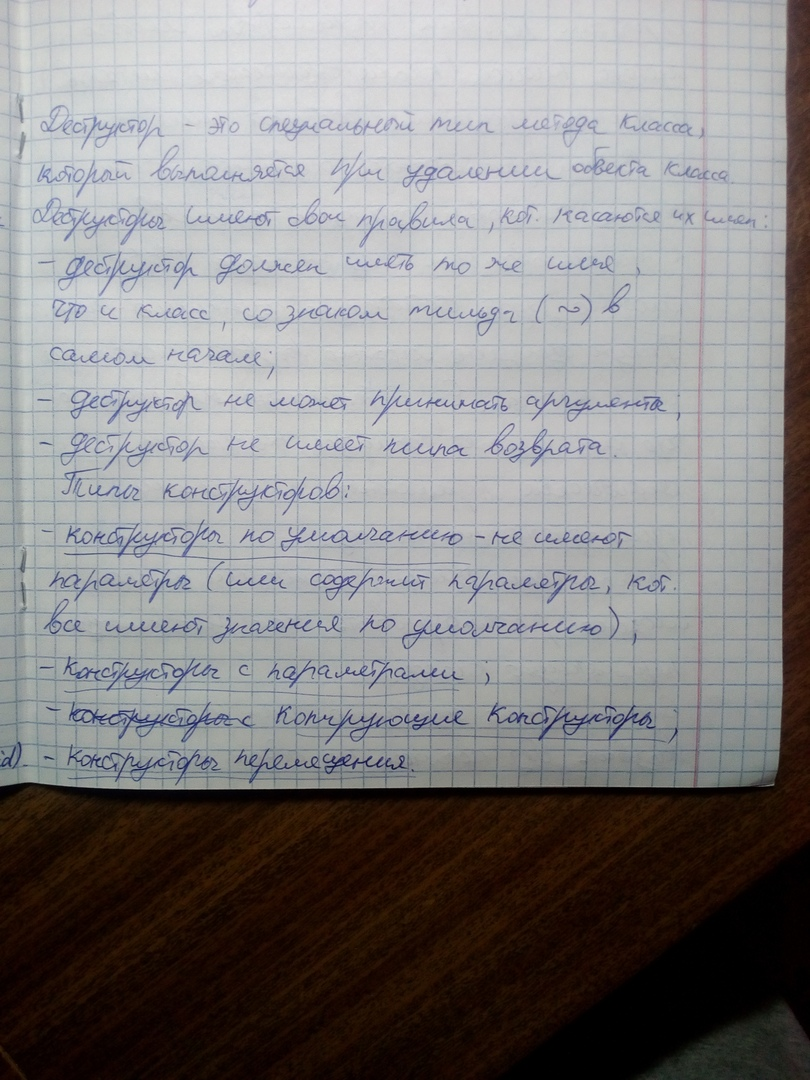 Деструктор - это специальный тип метода класса,
который выполняется при удалении объекта класса.
Деструкторы имеют свои правила, кот. касаются их имен:
- деструктор должен иметь то же имя,
что и класс, со знаком тильда (~) в
самом начале;
- деструктор не может принимать аргументы;
- деструктор не имеет типа возврата.
Типы конструкторов:
- конструкторы по умолчанию - не имеют
параметры (или содержит параметры, кот.
все имеют значения по умолчанию);
- конструкторы с параметрами;
- конструкторы с Копирующие конструкторы;
id). - конструкторы перемещения.